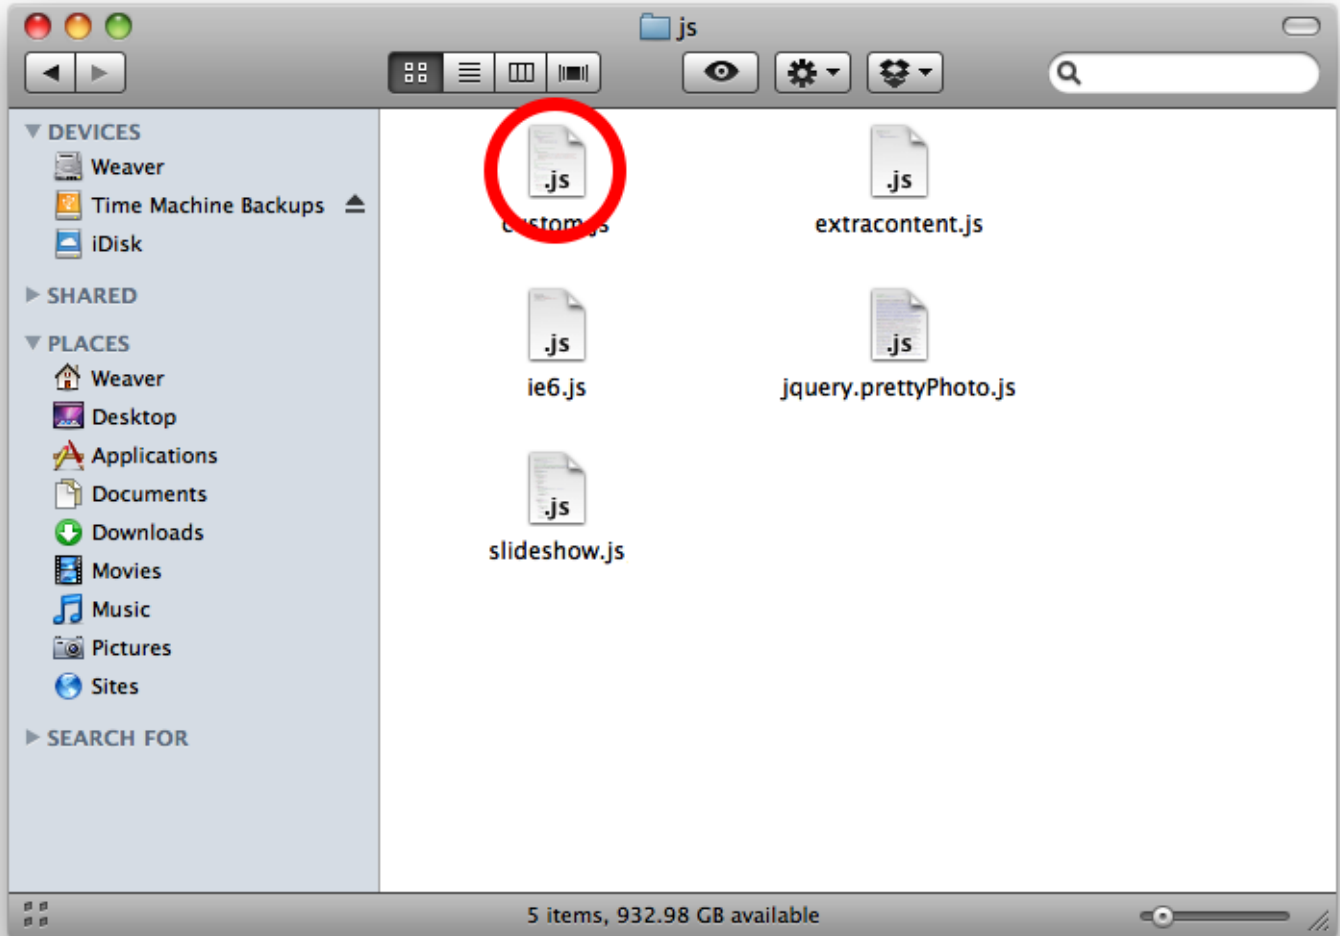 js
DEVICES
Weaver
Time Machine Backups
iDisk
SHARED
PLACES
Weaver
Desktop
Applications
Documents
Downloads
Movies
Music
Pictures
Sites
SEARCH FOR
.js
custom.js
.js
extracontent.js
.js
ie6.js
.js
jquery.prettyPhoto.js
.js
slideshow.js
5 items, 932.98 GB available